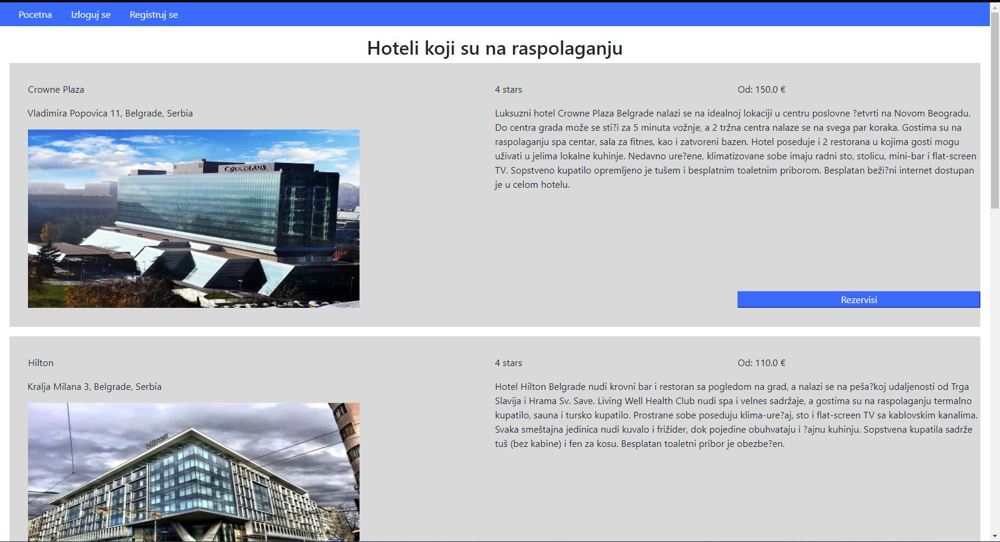 Pocetna Izloguj se Registruj se
Hoteli koji su na raspolaganju
Crowne Plaza
4 stars
Od: 150.0 €
Vladimira Popovica 11, Belgrade, Serbia
Luksuzni hotel Crowne Plaza Belgrade nalazi se na idealnoj lokaciji u centru poslovne ?etvrti na Novom Beogradu.
Do centra grada može se sti?i za 5 minuta vožnje, a 2 tržna centra nalaze se na svega par koraka. Gostima su na
raspolaganju spa centar, sala za fitnes, kao i zatvoreni bazen. Hotel poseduje i 2 restorana u kojima gosti mogu
uživati u jelima lokalne kuhinje. Nedavno ure?ene, klimatizovane sobe imaju radni sto, stolicu, mini-bar i flat-screen
TV. Sopstveno kupatilo opremljeno je tušem i besplatnim toaletnim priborom. Besplatan beži?ni internet dostupan
je u celom hotelu.
CROWNE PLAZA
Rezervisi
Hilton
4 stars
Od: 110.0 €
Kralja Milana 3, Belgrade, Serbia
Hotel Hilton Belgrade nudi krovni bar i restoran sa pogledom na grad, a nalazi se na peša?koj udaljenosti od Trga
Slavija i Hrama Sv. Save. Living Well Health Club nudi spa i velnes sadržaje, a gostima su na raspolaganju termalno
kupatilo, sauna i tursko kupatilo. Prostrane sobe poseduju klima-ure?aj, sto i flat-screen TV sa kablovskim kanalima.
Svaka smeštajna jedinica nudi kuvalo i frižider, dok pojedine obuhvataju i ?ajnu kuhinju. Sopstvena kupatila sadrže
tuš (bez kabine) i fen za kosu. Besplatan toaletni pribor je obezbe?en.
Hilton